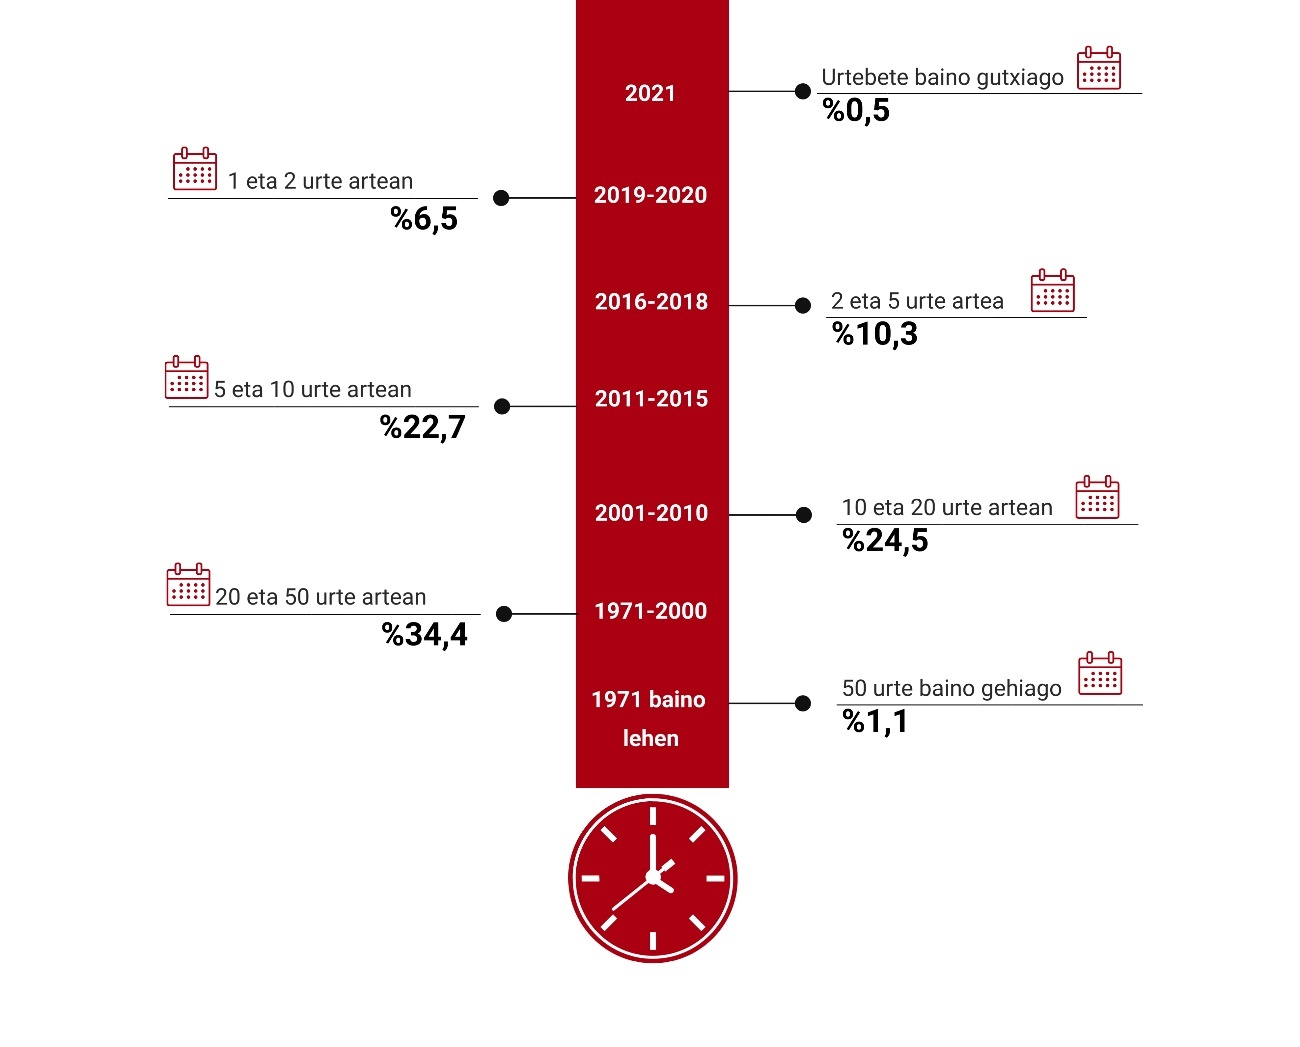 2021
Urtebete baino gutxiago
%0,5
1 eta 2 urte artean
%6,5
2019-2020
2016-2018
2 eta 5 urte artea
%10,3
5 eta 10 urte artean
%22,7
2011-2015
2001-2010
10 eta 20 urte artean
%24,5
20 eta 50 urte artean
%34,4
1971-2000
1971 baino
lehen
50 urte baino gehiago
%1,1